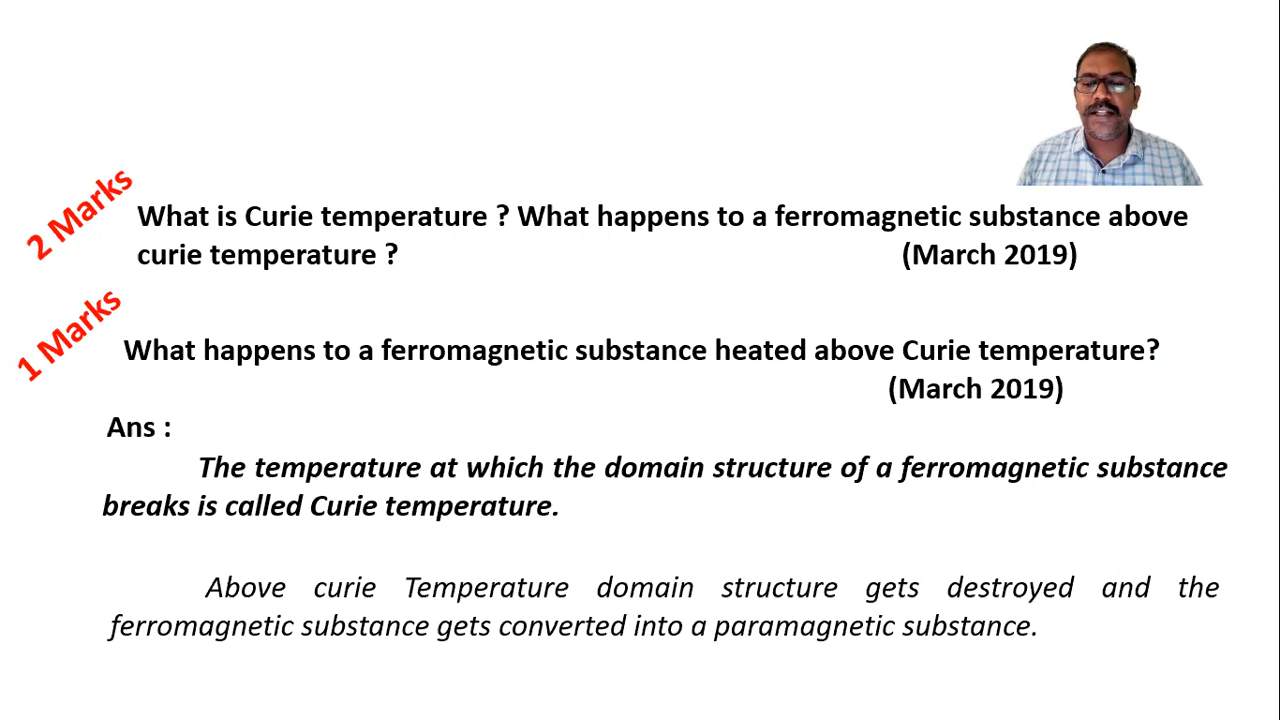 2 Marks
What is Curie temperature ? What happens to a ferromagnetic substance above
curie temperature ? (March 2019)
1 Marks
What happens to a ferromagnetic substance heated above Curie temperature?
(March 2019)
Ans :
The temperature at which the domain structure of a ferromagnetic substance
breaks is called Curie temperature.
Above curie Temperature domain structure gets destroyed and the
ferromagnetic substance gets converted into a paramagnetic substance.